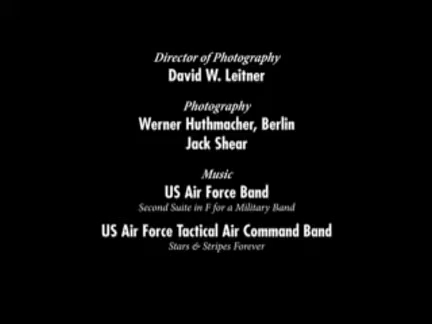 Director of Photography
David W. Leitner
Photography
Werner Huthmacher, Berlin
Jack Shear
Music
US Air Force Band
Second Suite in F for a Military Band
US Air Force Tactical Air Command Band
Stars & Stripes Forever